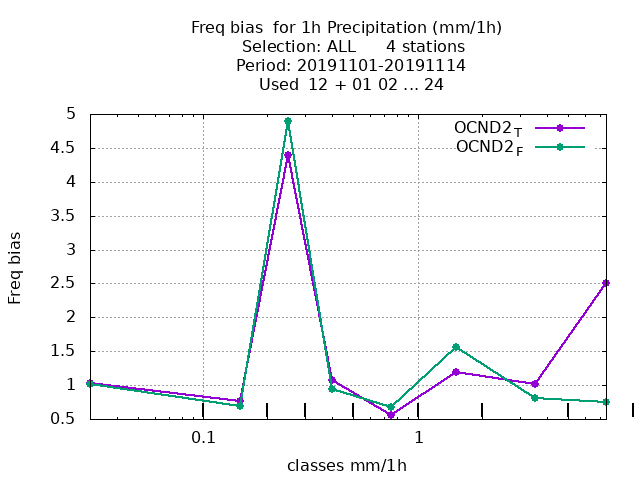 Freq bias  for 1h Precipitation (mm/1h)
Selection: ALL      4 stations
Period: 20191101-20191114
Used  12 + 01 02 ... 24
OCND2_T
OCND2_F
5
4.5
4
3.5
3
2.5
2
1.5
1
0.5
Freq bias
0.1 1
classes mm/1h